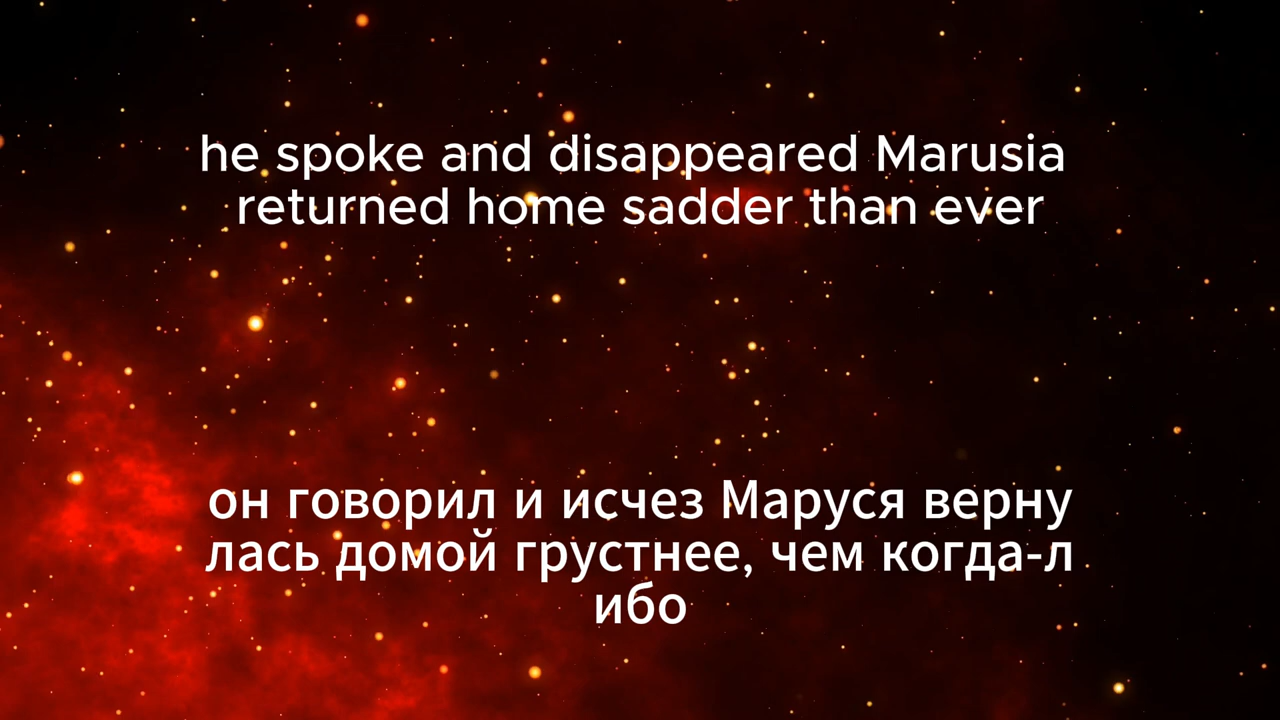 he spoke and disappeared Marusia
returned home sadder than ever
он говорил и исчез Маруся верну
лась домой грустнее, чем когда-л
ибо